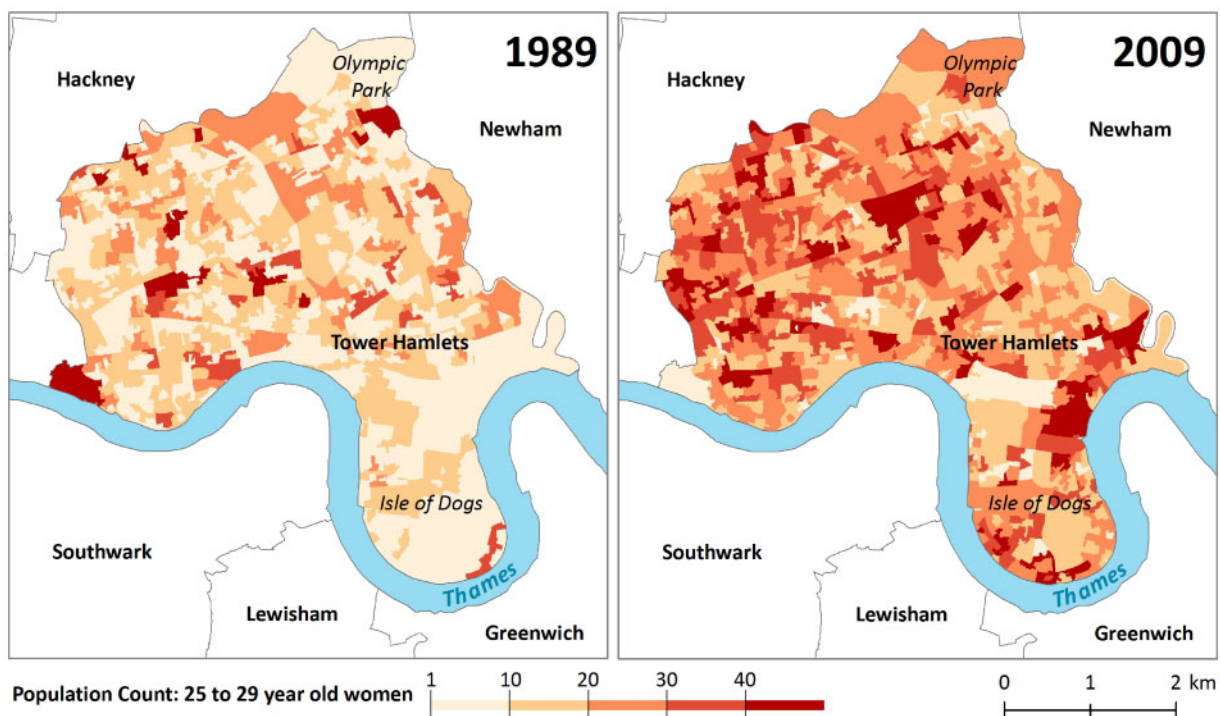 1989
Hackney
Olympic
Park
Newham
Tower Hamlets
Isle of Dogs
Southwark
Lewisham
Thames
Greenwich
2009
Hackney
Olympic
Park
Newham
Tower Hamlets
Isle of Dogs
Southwark
Lewisham
Thames
Greenwich
Population Count: 25 to 29 year old women
1 10 20 30 40
0 1 2 km